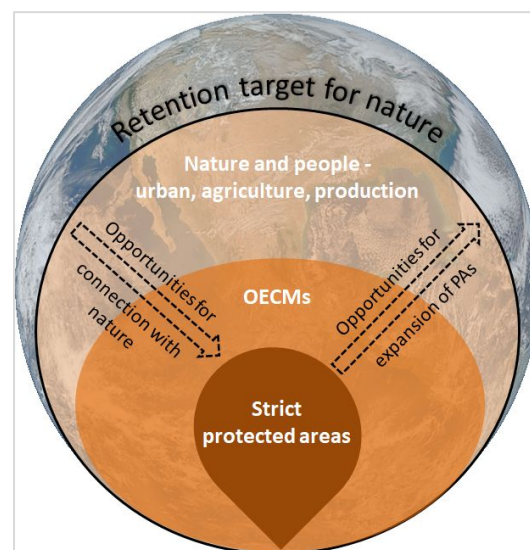 Retention target for nature
Nature and people -
urban, agriculture, production
Opportunities for
connection with
nature
Opportunities for
expansion of PAs
OECMs
Strict
protected areas